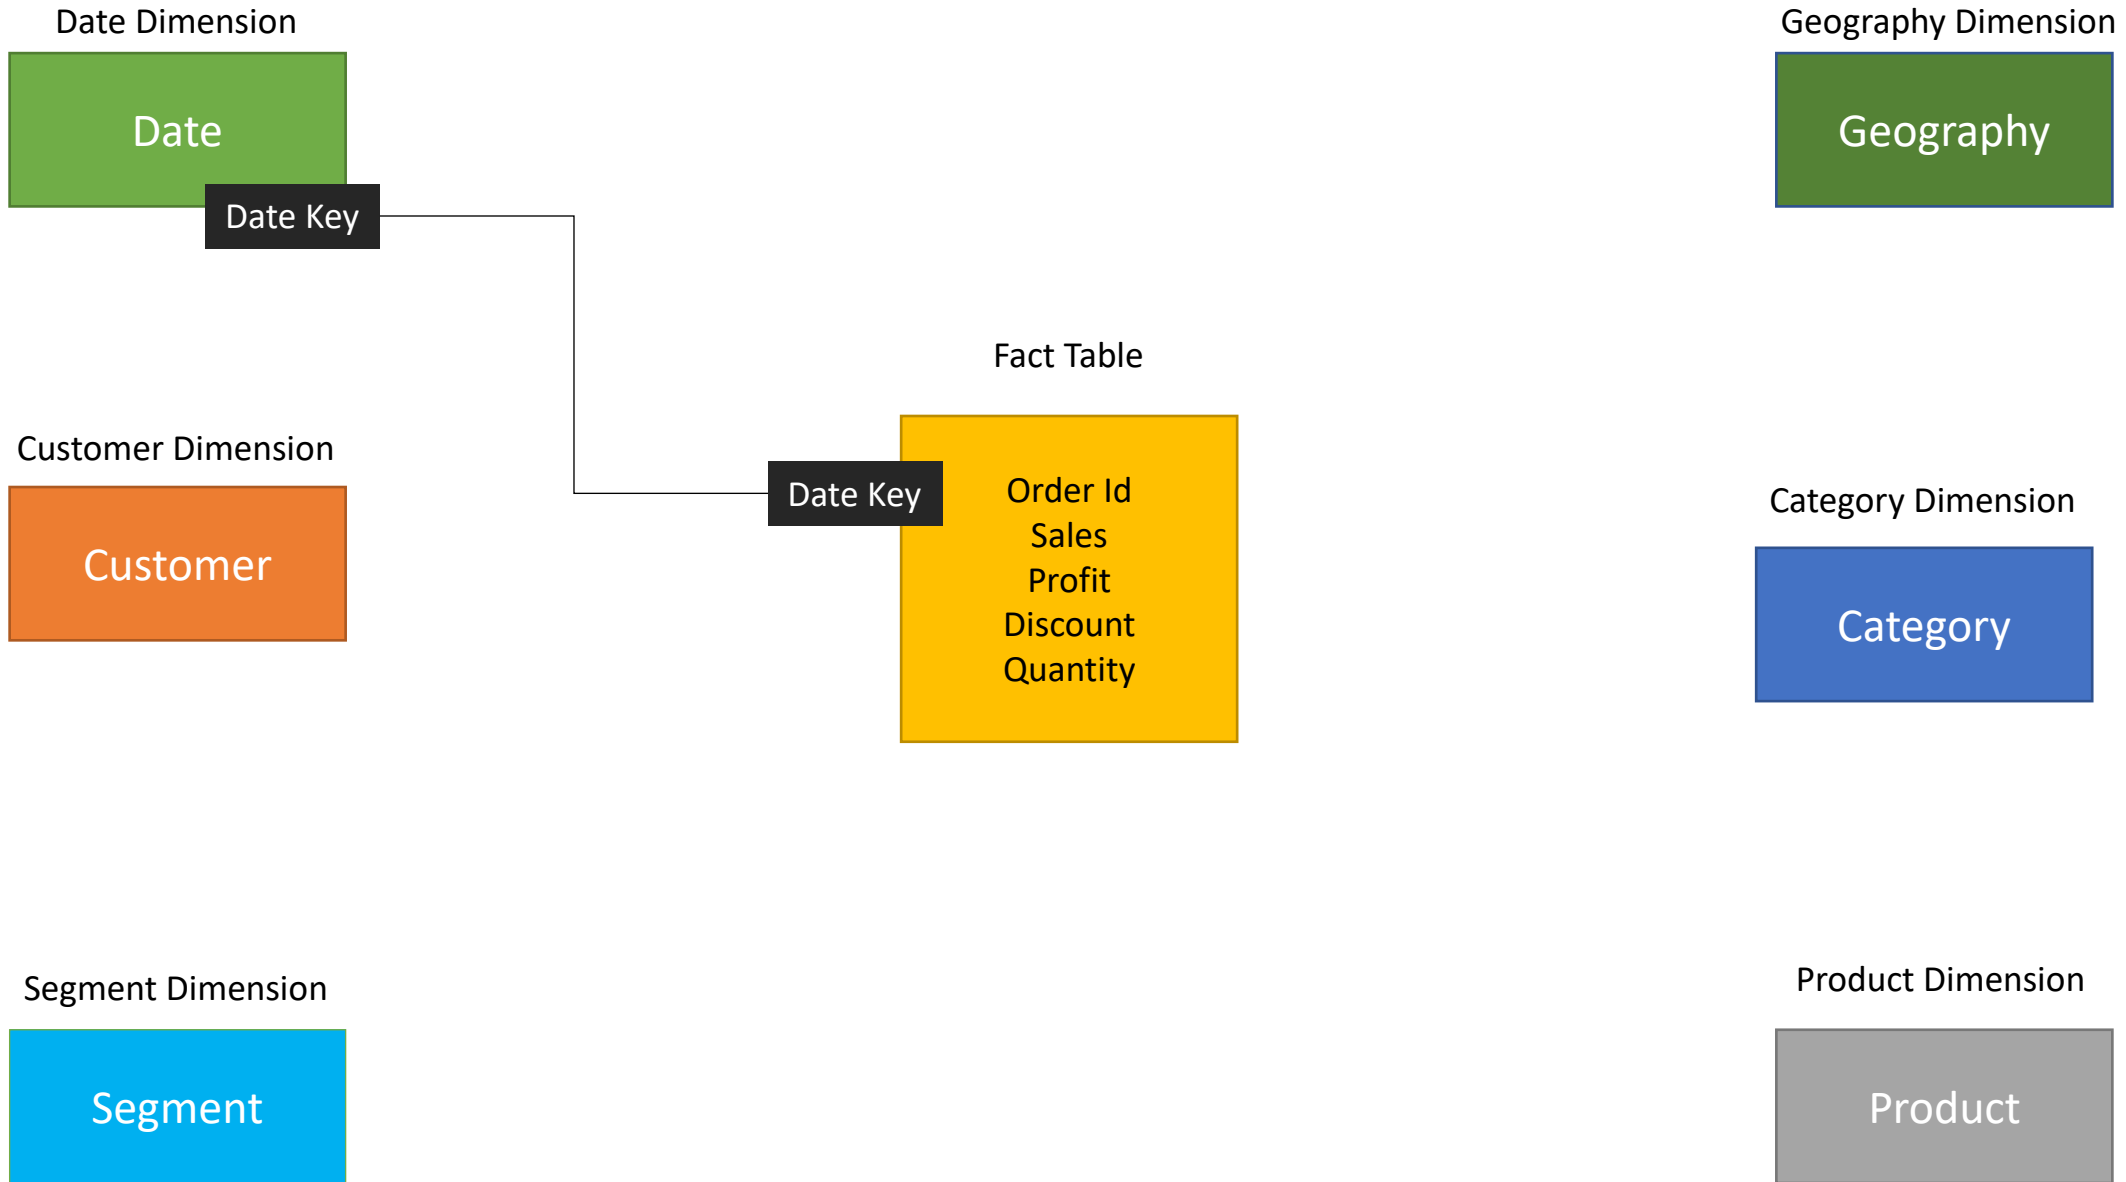 Date Dimension
Date
Date Key
Customer Dimension
Customer
Segment Dimension
Segment
Fact Table
Date Key
Order Id
Sales
Profit
Discount
Quantity
Geography Dimension
Geography
Category Dimension
Category
Product Dimension
Product